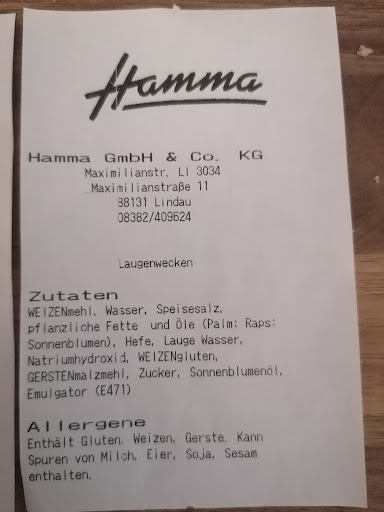 Hamma
Hamma GmbH & Co. KG
Maximilianstr. LI 3034
Maximilianstraße 11
88131 Lindau
08382/409624
Laugenwecken
Zutaten
WEIZENmehl, Wasser, Speisesalz,
pflanzliche Fette und Öle (Palm; Raps;
Sonnenblumen), Hefe, Lauge Wasser,
Natriumhydroxid, WEIZENgluten,
GERSTENmalzmehl, Zucker, Sonnenblumenöl,
Emulgator (E471)
Allergene
Enthält Gluten, Weizen, Gerste. Kann
Spuren von Milch, Eier, Soja, Sesam
enthalten.